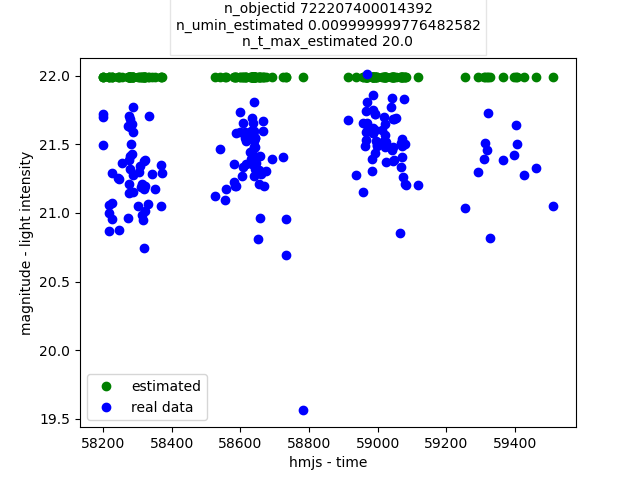 n_objectid 722207400014392
n_umin_estimated 0.009999999776482582
n_t_max_estimated 20.0
22.0
21.5
21.0
20.5
20.0
19.5
magnitude - light intensity
estimated
real data
58200 58400 58600 58800 59000 59200 59400
hmjs - time